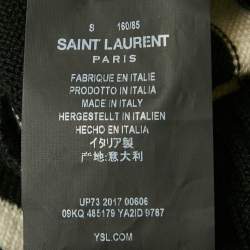 S 160/85
SAINT LAURENT
PARIS
FABRIQUE EN ITALIE
PRODOTTO IN ITALIA
MADE IN ITALY
HERGESTELLT IN ITALIEN
HECHO EN ITALIA
イタリア製
产地:意大利
UP73 2017 00606
09KQ 485179 YA2ID 9787
YSL.COM